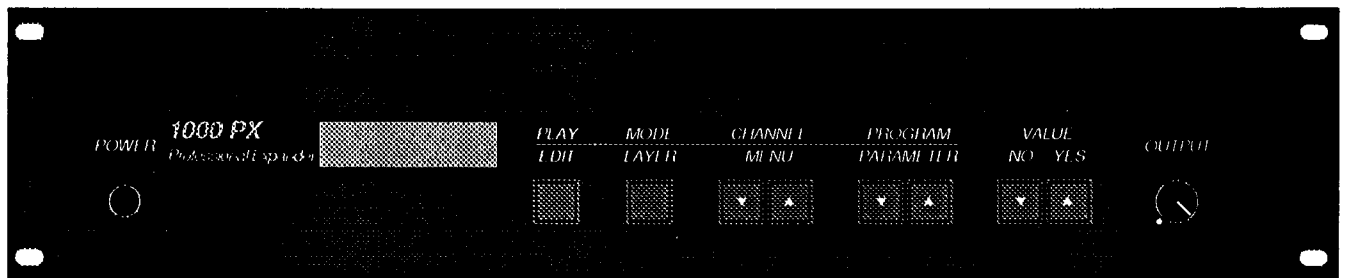 1000 PX
Professional Expander
POWER
PLAY MODE CHANNEL PROGRAM VALUE
EDIT LAYER MENU PARAMETER NO YES
OUTPUT